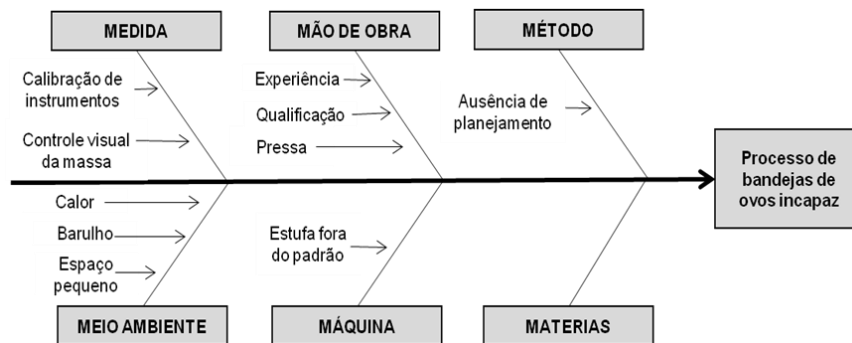 MEDIDA
MÃO DE OBRA
MÉTODO
Calibração de
instrumentos
Controle visual
da massa
Experiência
Qualificação
Pressa
Ausência de
planejamento
Processo de
bandejas de
ovos incapaz
Calor
Barulho
Espaço
pequeno
Estufa fora
do padrão
MEIO AMBIENTE
MÁQUINA
MATERIAS